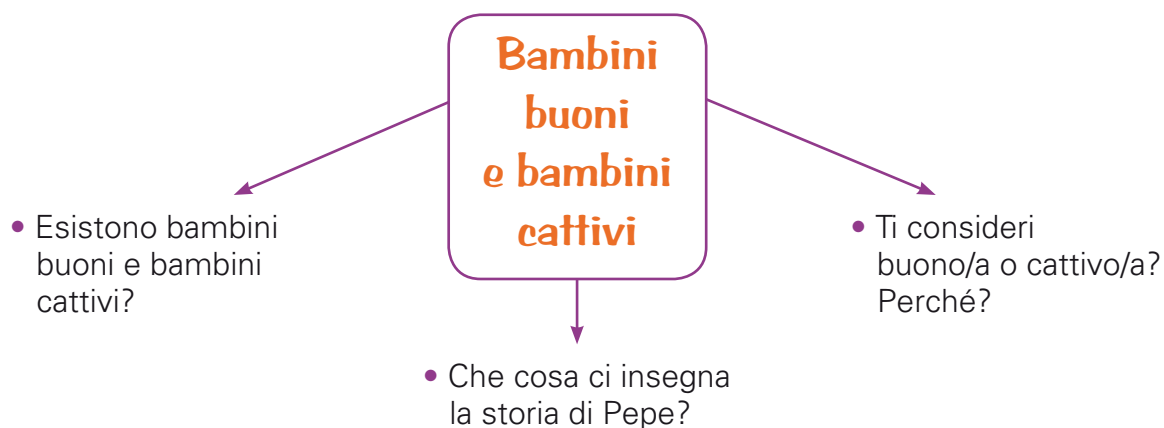 Bambini
buoni
e bambini
cattivi
• Esistono bambini
buoni e bambini
cattivi?
• Che cosa ci insegna
la storia di Pepe?
• Ti consideri
buono/a o cattivo/a?
Perché?